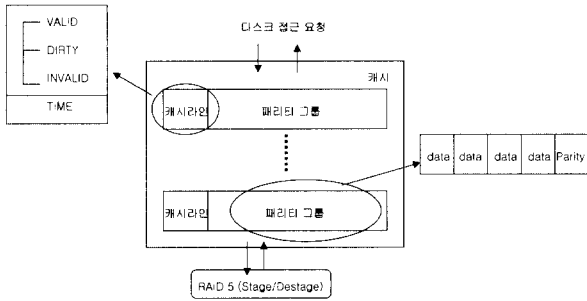 VALID
DIRTY
INVALID
TIME
디스크 접근 요청
캐시
캐시라인
패리티 그룹
data data data data Parity
캐시라인
패리티 그룹
RAID 5 (Stage/Destage)